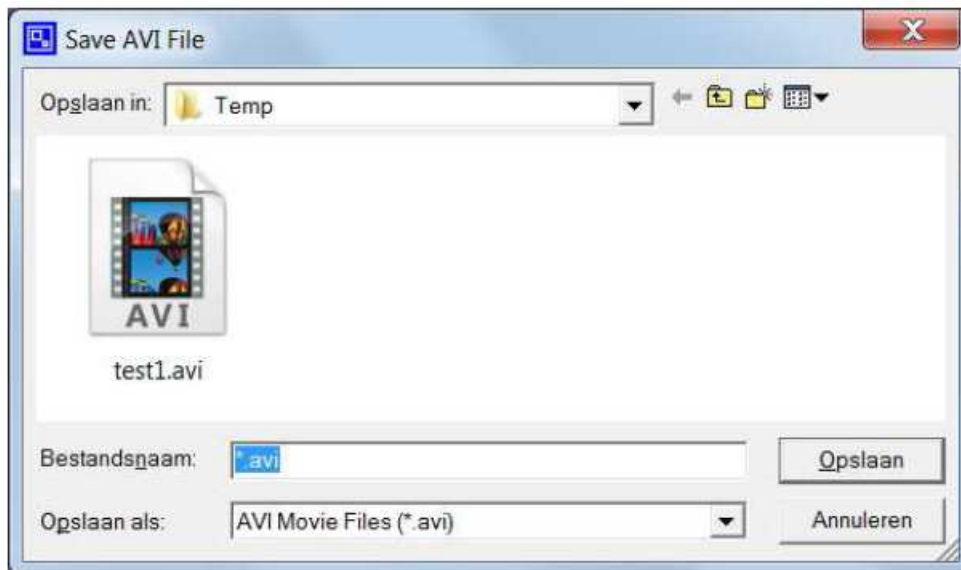 Save AVI File
Opslaan in:
Temp
AVI
test1.avi
Bestandsnaam:
*.avi
Opslaan
Opslaan als:
AVI Movie Files (*.avi)
Annuleren